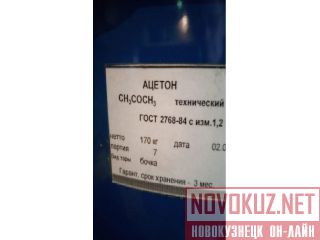 АЦЕТОН
CH₃COCH₃ технический
ГОСТ 2768-84 с изм.1,2
нетто 170 кг дата 02.0
партия 7
Вид тары бочка
Гарант. срок хранения - 3 мес.
NOVOKUZ.NET
НОВОКУЗНЕЦК ОН-ЛАЙН